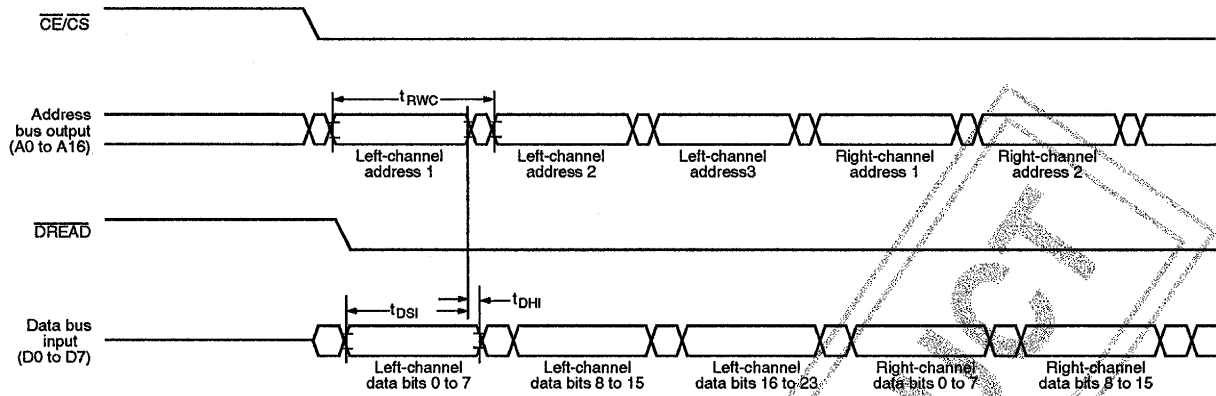 CE/CS
tRWC
Address
bus output
(A0 to A16)
Left-channel
address 1
Left-channel
address 2
Left-channel
address3
Right-channel
address 1
Right-channel
address 2
DREAD
tDSI
tDHI
Data bus
input
(D0 to D7)
Left-channel
data bits 0 to 7
Left-channel
data bits 8 to 15
Left-channel
data bits 16 to 23
Right-channel
data bits 0 to 7
Right-channel
data bits 8 to 15